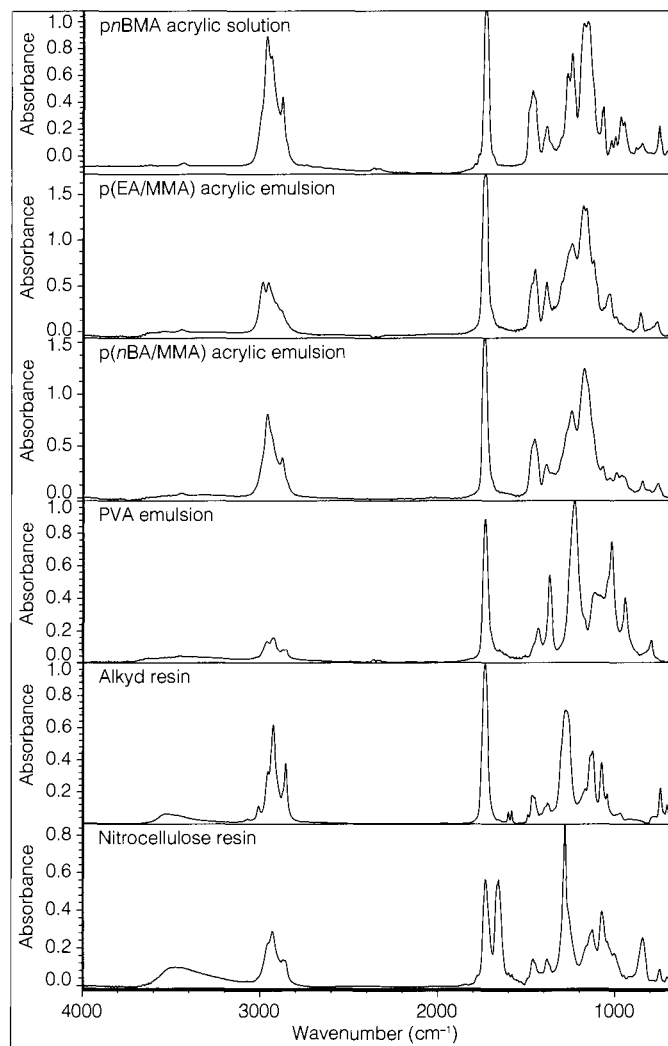 pnBMA acrylic solution
Absorbance
1.0
0.8
0.6
0.4
0.2
0.0
p(EA/MMA) acrylic emulsion
Absorbance
1.5
1.0
0.5
0.0
p(nBA/MMA) acrylic emulsion
Absorbance
1.5
1.0
0.5
0.0
PVA emulsion
Absorbance
1.0
0.8
0.6
0.4
0.2
0.0
Alkyd resin
Absorbance
1.0
0.8
0.6
0.4
0.2
0.0
Nitrocellulose resin
Absorbance
0.8
0.6
0.4
0.2
0.0
4000 3000 2000 1000
Wavenumber (cm⁻¹)